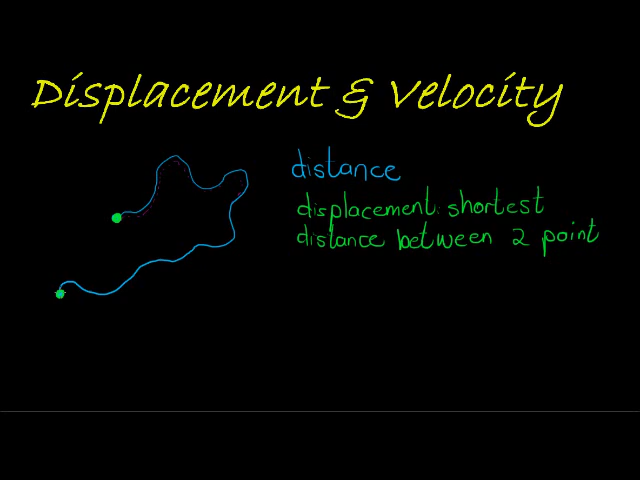 Displacement & Velocity
distance
displacement: shortest
distance between 2 point